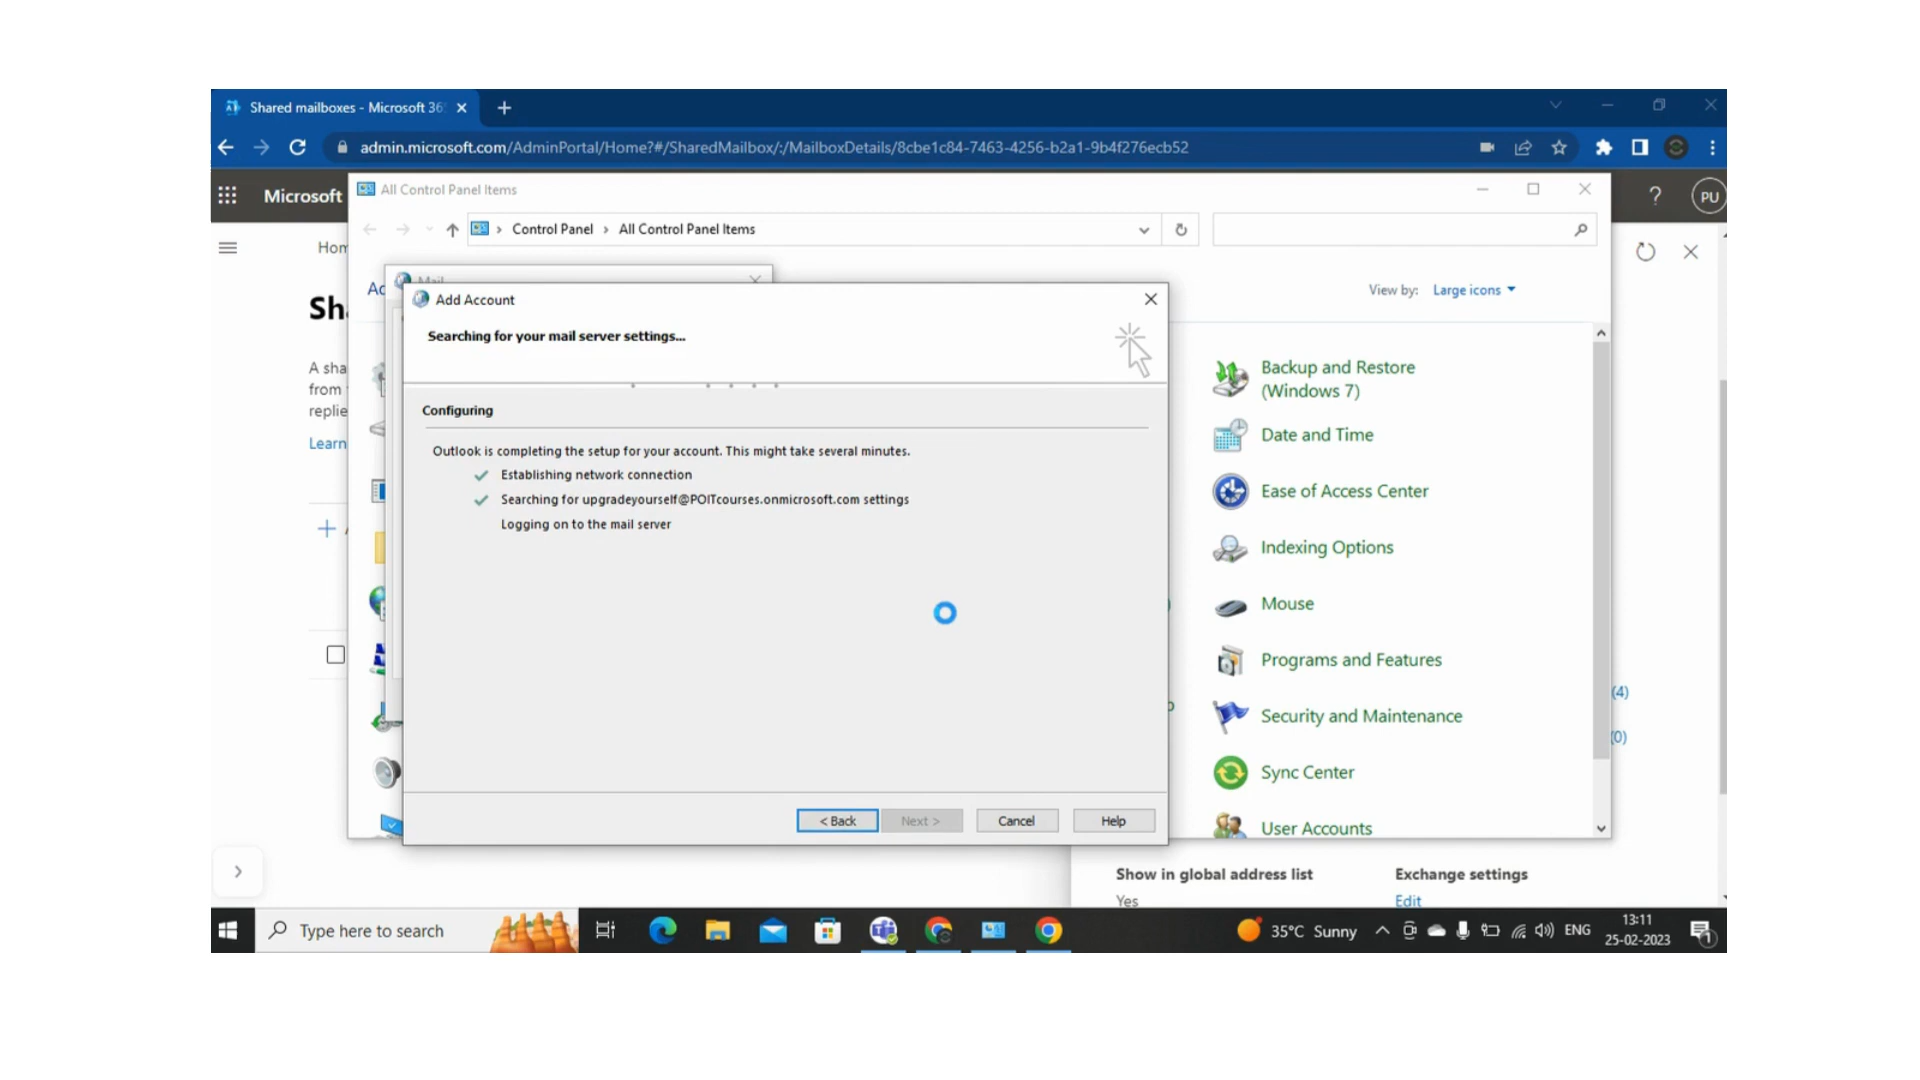 Shared mailboxes - Microsoft 36
admin.microsoft.com/AdminPortal/Home?#/SharedMailbox/:/MailboxDetails/8cbe1c84-7463-4256-b2a1-9b4f276ecb52
Microsoft
All Control Panel Items
?
PU
Control Panel > All Control Panel Items
Hom
Mail
Ad
View by: Large icons
Sha
Add Account
Searching for your mail server settings...
A sha
from
replie
Learn
Configuring
Outlook is completing the setup for your account. This might take several minutes.
Establishing network connection
Searching for upgradeyourself@POITcourses.onmicrosoft.com settings
Logging on to the mail server
Backup and Restore
(Windows 7)
Date and Time
Ease of Access Center
Indexing Options
Mouse
Programs and Features
Security and Maintenance
Sync Center
User Accounts
(4)
(0)
< Back
Next >
Cancel
Help
Show in global address list
Yes
Exchange settings
Edit
Type here to search
35°C Sunny
ENG
13:11
25-02-2023
1